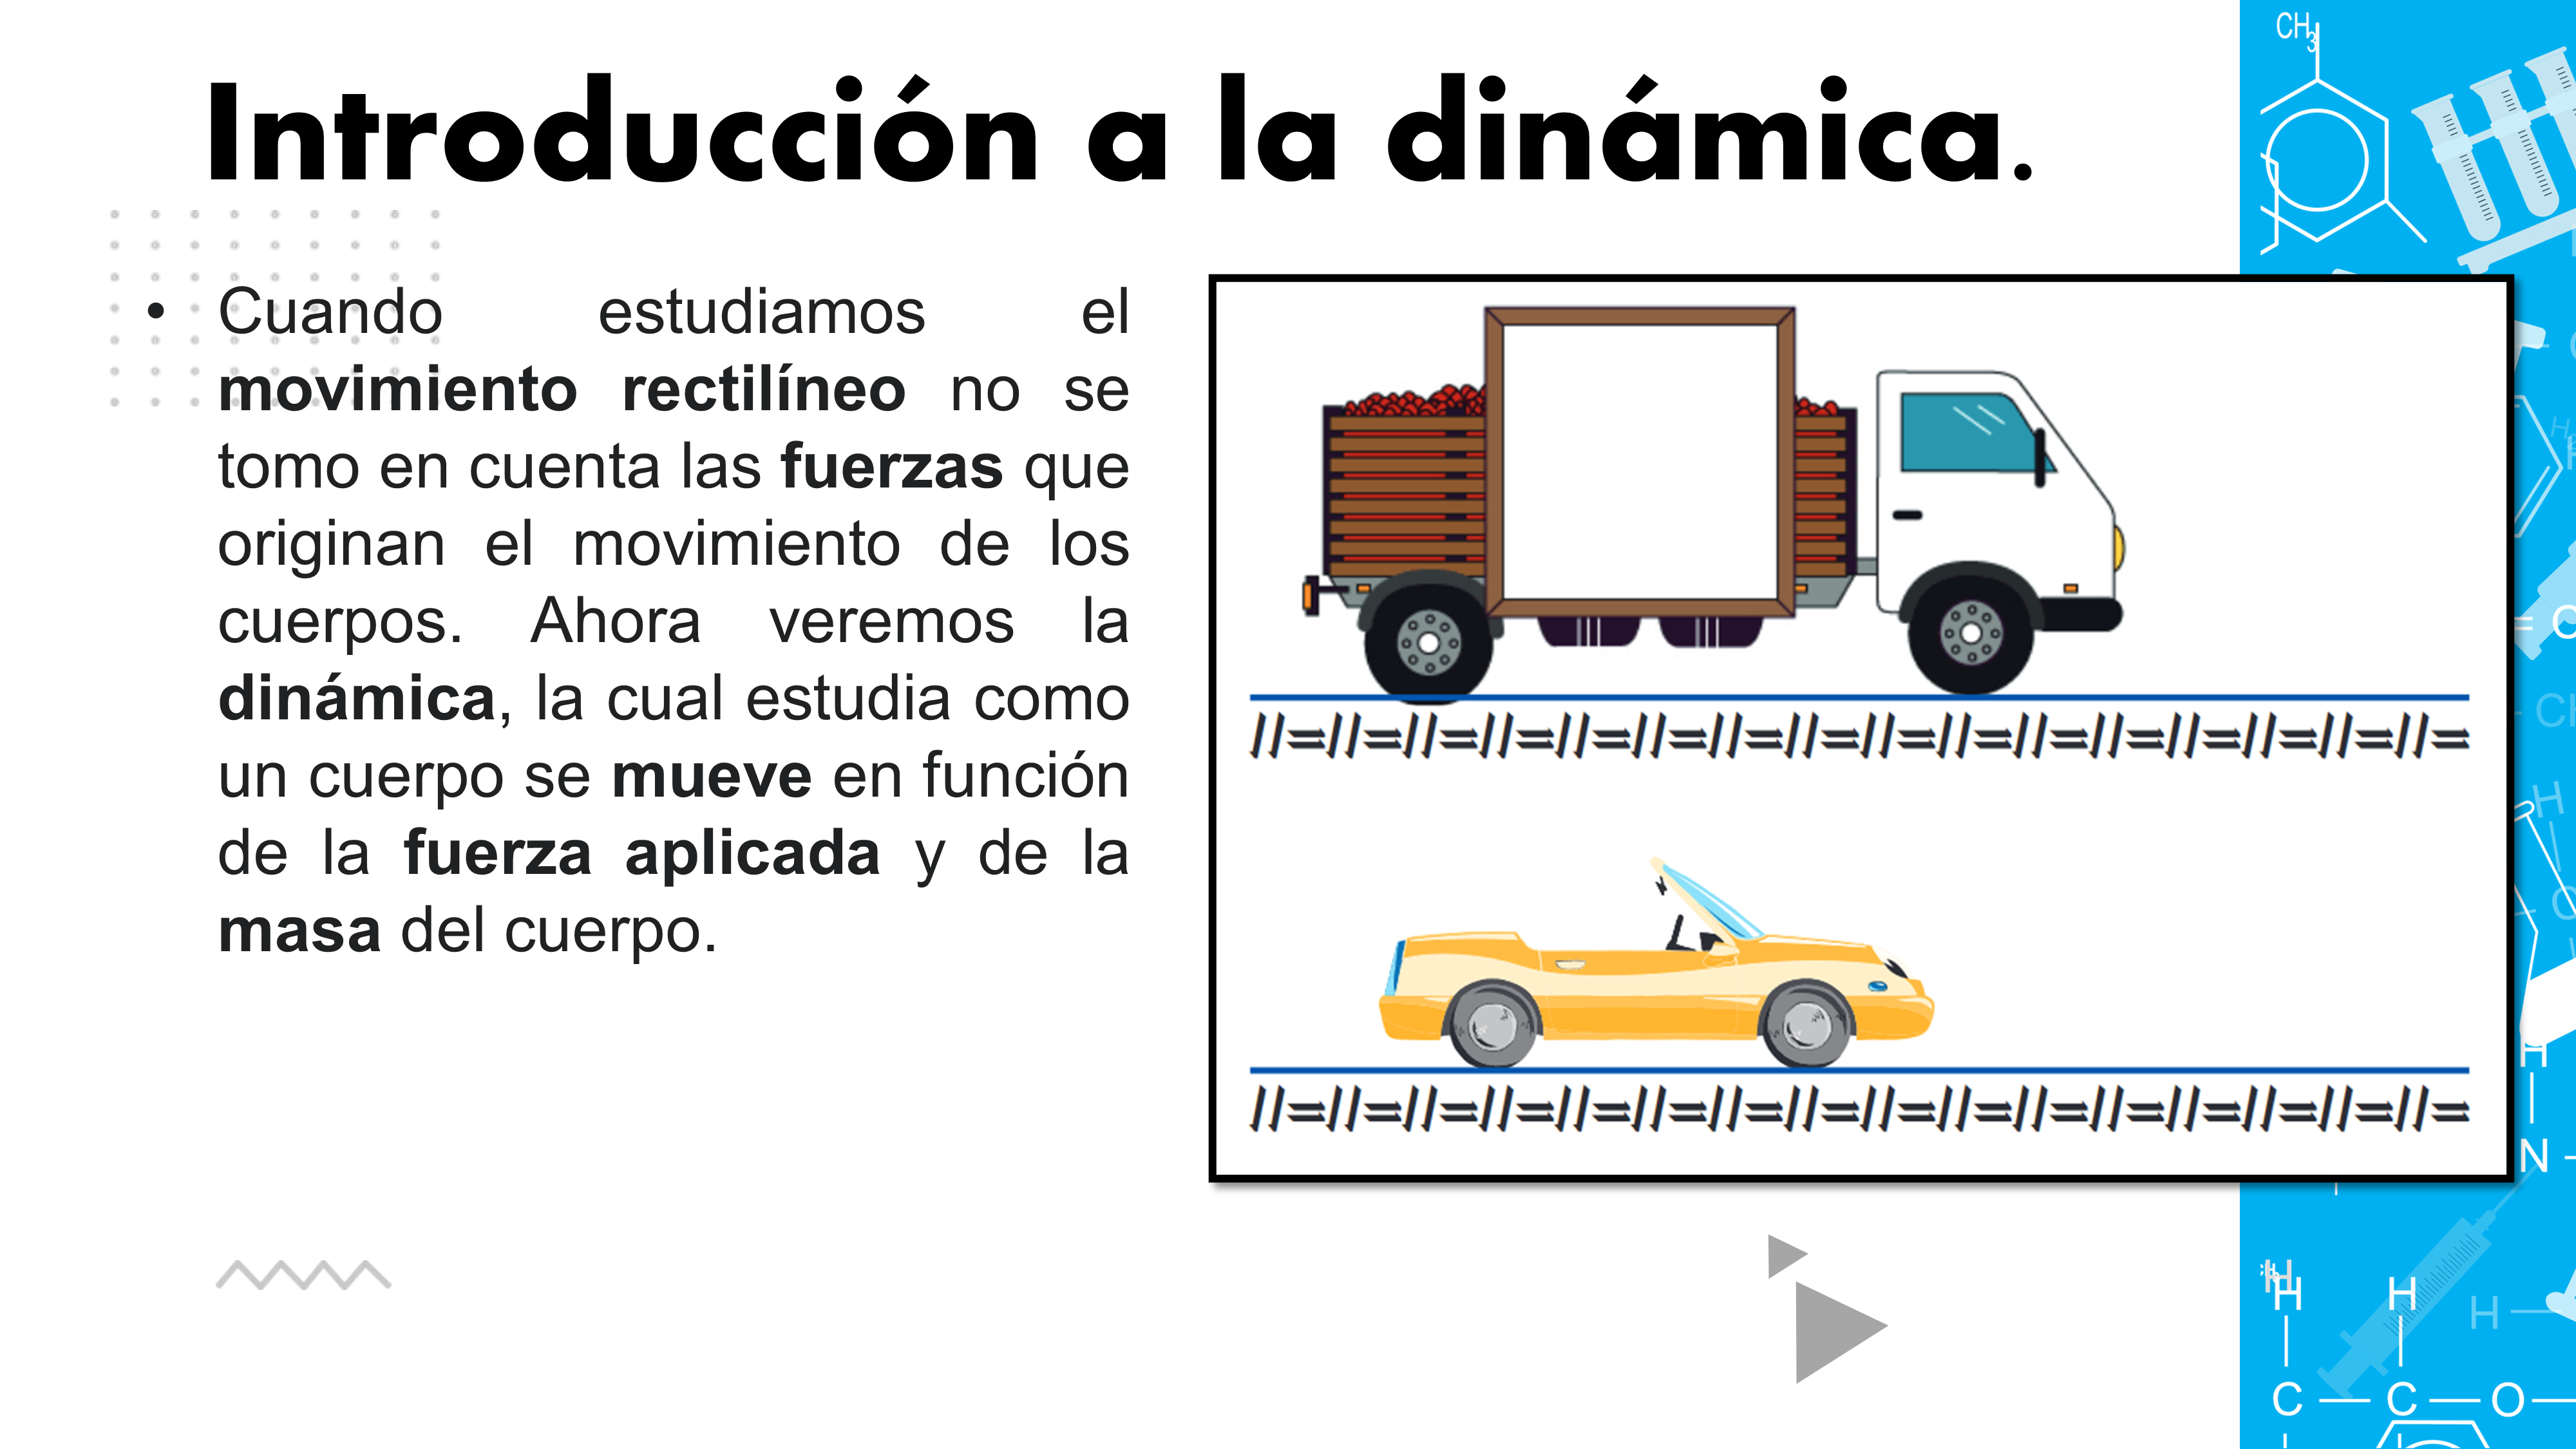 Introducción a la dinámica.
• Cuando estudiamos el
movimiento rectilíneo no se
tomo en cuenta las fuerzas que
originan el movimiento de los
cuerpos. Ahora veremos la
dinámica, la cual estudia como
un cuerpo se mueve en función
de la fuerza aplicada y de la
masa del cuerpo.
//=//=//=//=//=//=//=//=//=//=//=//=//=//=//=//=
//=//=//=//=//=//=//=//=//=//=//=//=//=//=//=//=
CH3
H
N
H H H
C C O